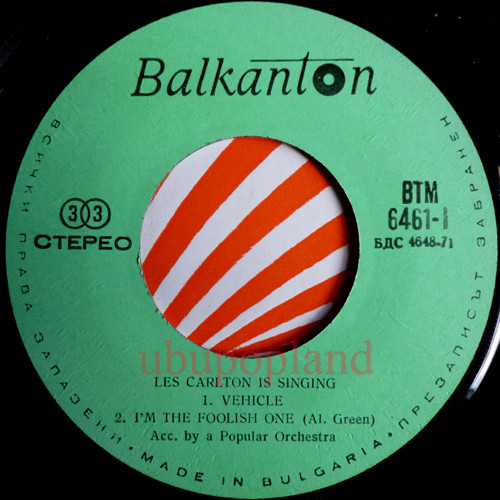 Balkanton
33
СТЕРЕО
ВТМ
6461-I
БДС 4648-71
ubupopland
LES CARLTON IS SINGING
1. VEHICLE
2. I'M THE FOOLISH ONE (Al. Green)
Acc. by a Popular Orchestra
ВСИЧКИ ПРАВА ЗАПАЗЕНИ • MADE IN BULGARIA • ПРЕЗАПИСЪТ ЗАБРАНЕН